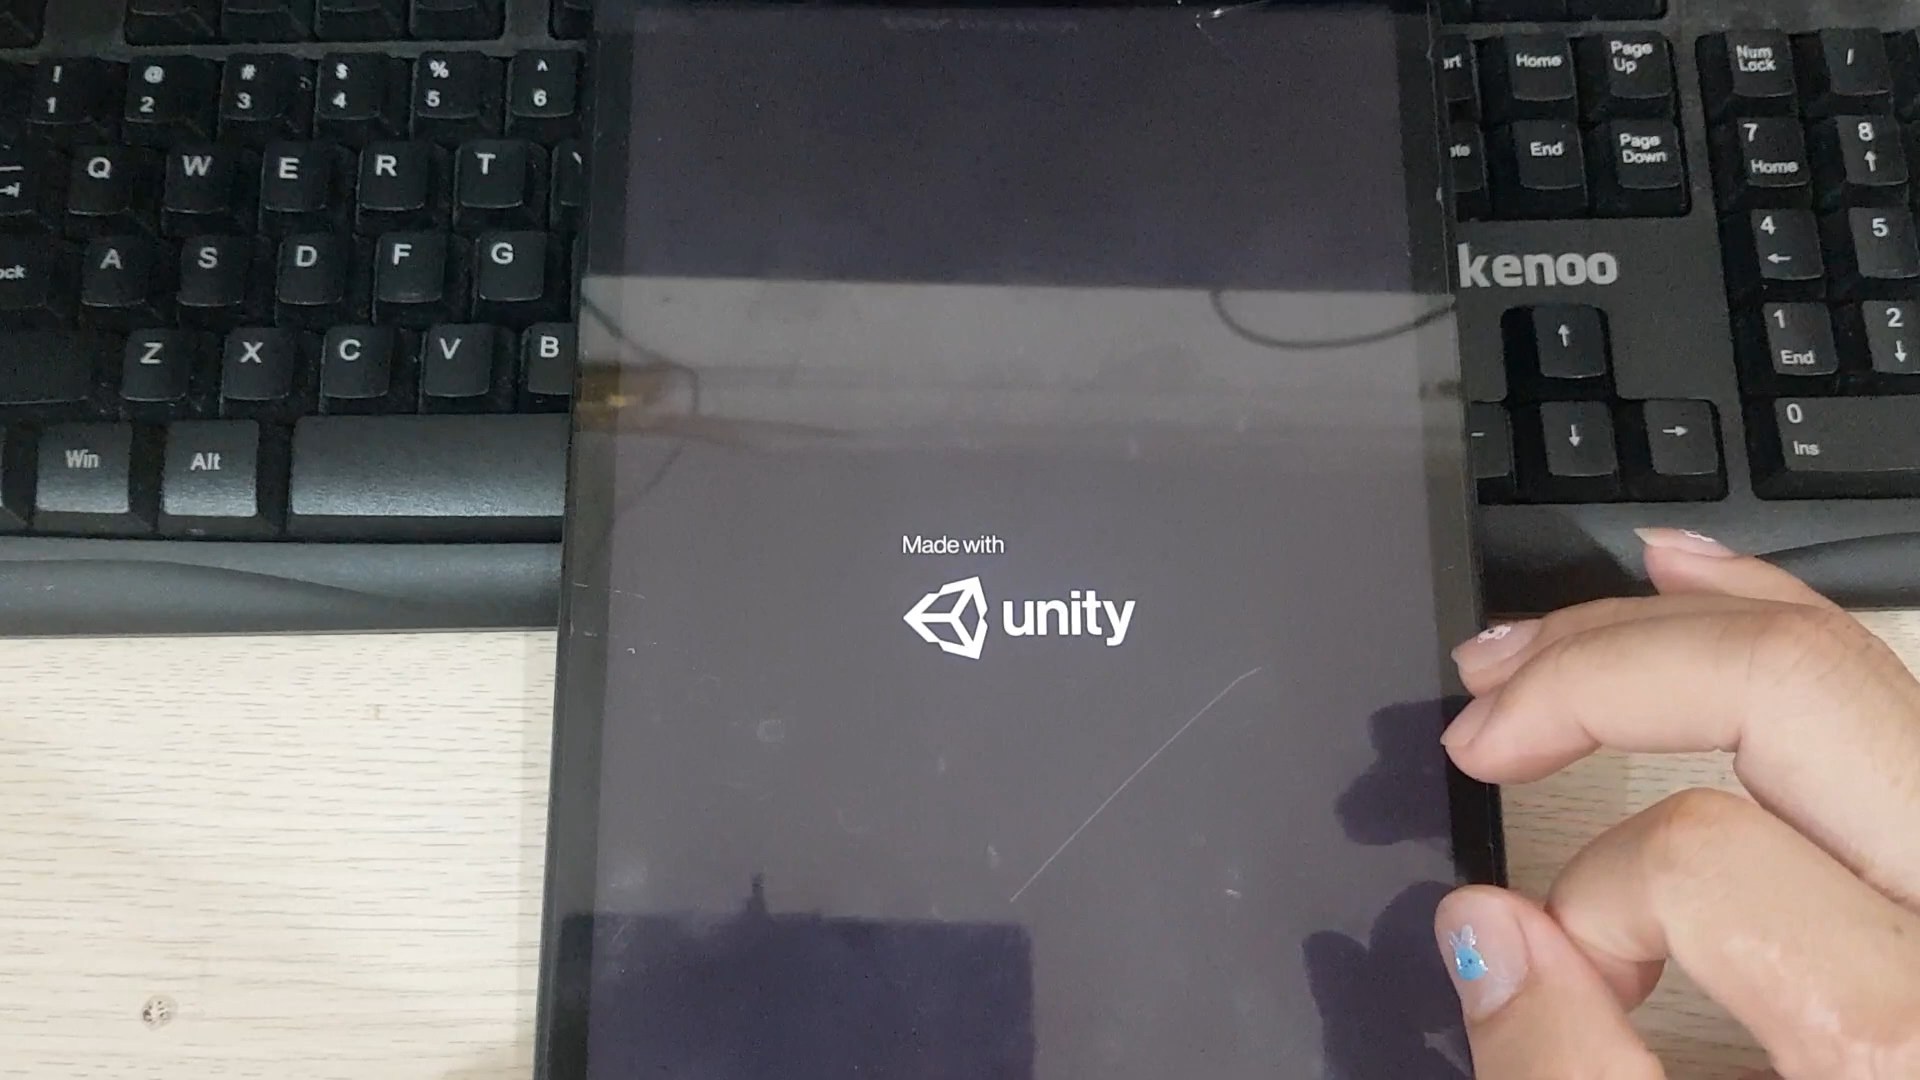 ! @ # $ % ^
1 2 3 4 5 6
Q W E R T Y
A S D F G
Z X C V B
Win Alt
Made with
unity
Home Page Up
End Page Down
kenoo
↑
↓ →
Num Lock /
7 Home 8 ↑
4 ← 5
1 End 2 ↓
0 Ins